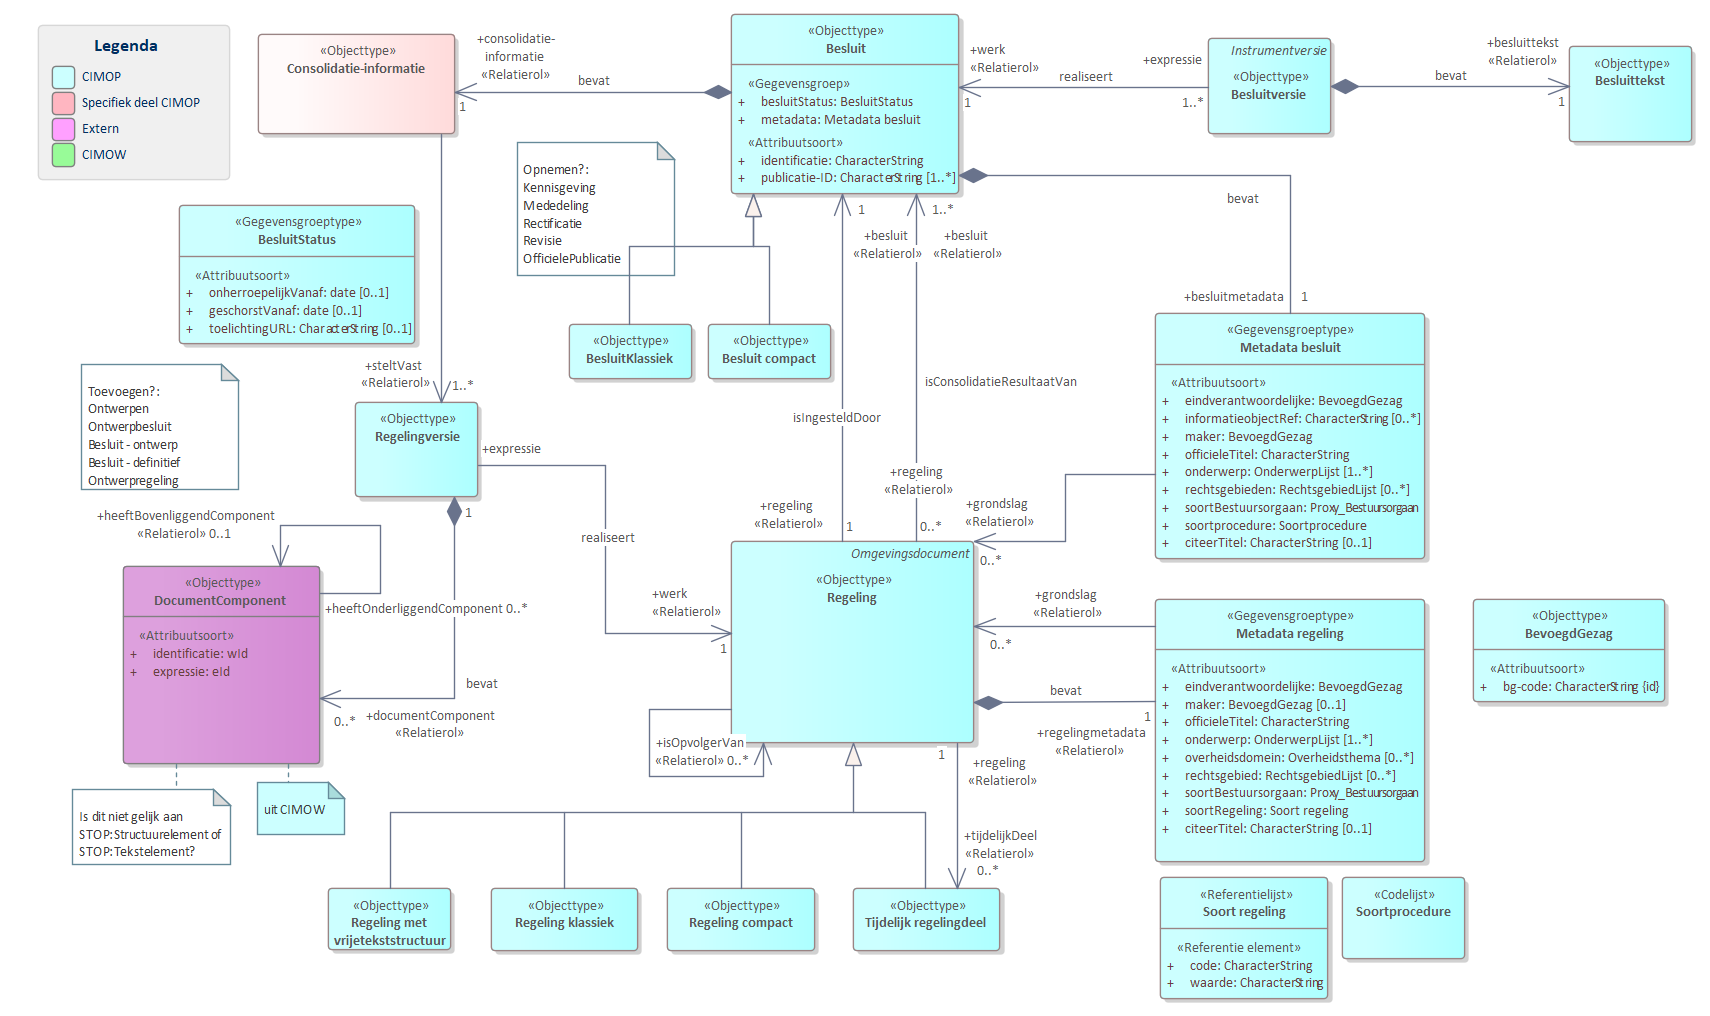 Legenda
CIMOP
Specifiek deel CIMOP
Extern
CIMOW
«Objecttype»
Consolidatie-informatie
+consolidatie-
informatie
«Relatierol»
bevat
1
«Objecttype»
Besluit
«Gegevensgroep»
+ besluitStatus: BesluitStatus
+ metadata: Metadata besluit
«Attribuutsoort»
+ identificatie: CharacterString
+ publicatie-ID: CharacterString [1..*]
+werk
«Relatierol»
1
realiseert
+expressie
1..*
Instrumentversie
«Objecttype»
Besluitversie
bevat
+besluittekst
«Relatierol»
1
«Objecttype»
Besluittekst
Opnemen?:
Kennisgeving
Mededeling
Rectificatie
Revisie
OfficielePublicatie
«Gegevensgroeptype»
BesluitStatus
«Attribuutsoort»
+ onherroepelijkVanaf: date [0..1]
+ geschorstVanaf: date [0..1]
+ toelichtingURL: CharacterString [0..1]
1
+besluit
«Relatierol»
1..*
+besluit
«Relatierol»
bevat
+besluitmetadata 1
«Objecttype»
BesluitKlassiek
«Objecttype»
Besluit compact
«Gegevensgroeptype»
Metadata besluit
«Attribuutsoort»
+ eindverantwoordelijke: BevoegdGezag
+ informatieobjectRef: CharacterString [0..*]
+ maker: BevoegdGezag
+ officieleTitel: CharacterString
+ onderwerp: OnderwerpLijst [1..*]
+ rechtsgebieden: RechtsgebiedLijst [0..*]
+ soortBestuursorgaan: Proxy_Bestuursorgaan
+ soortprocedure: Soortprocedure
+ citeerTitel: CharacterString [0..1]
Toevoegen?:
Ontwerpen
Ontwerpbesluit
Besluit - ontwerp
Besluit - definitief
Ontwerpregeling
+steltVast
«Relatierol»
1..*
«Objecttype»
Regelingversie
+expressie
1
realiseert
isIngesteldDoor
isConsolidatieResultaatVan
+regeling
«Relatierol»
1
+regeling
«Relatierol»
0..*
+grondslag
«Relatierol»
0..*
+heeftBovenliggendComponent
«Relatierol» 0..1
«Objecttype»
DocumentComponent
«Attribuutsoort»
+ identificatie: wId
+ expressie: eId
+heeftOnderliggendComponent 0..*
bevat
0..*
+documentComponent
«Relatierol»
+werk
«Relatierol»
1
Omgevingsdocument
«Objecttype»
Regeling
+grondslag
«Relatierol»
0..*
bevat
1
+regelingmetadata
«Relatierol»
«Gegevensgroeptype»
Metadata regeling
«Attribuutsoort»
+ eindverantwoordelijke: BevoegdGezag
+ maker: BevoegdGezag [0..1]
+ officieleTitel: CharacterString
+ onderwerp: OnderwerpLijst [1..*]
+ overheidsdomein: Overheidsthema [0..*]
+ rechtsgebied: RechtsgebiedLijst [0..*]
+ soortBestuursorgaan: Proxy_Bestuursorgaan
+ soortRegeling: Soort regeling
+ citeerTitel: CharacterString [0..1]
«Objecttype»
BevoegdGezag
«Attribuutsoort»
+ bg-code: CharacterString {id}
+isOpvolgerVan
«Relatierol» 0..*
1
+regeling
«Relatierol»
+tijdelijkDeel
«Relatierol»
0..*
Is dit niet gelijk aan
STOP:Structuurelement of
STOP:Tekstelement?
uit CIMOW
«Objecttype»
Regeling met
vrijetekststructuur
«Objecttype»
Regeling klassiek
«Objecttype»
Regeling compact
«Objecttype»
Tijdelijk regelingdeel
«Referentielijst»
Soort regeling
«Referentie element»
+ code: CharacterString
+ waarde: CharacterString
«Codelijst»
Soortprocedure